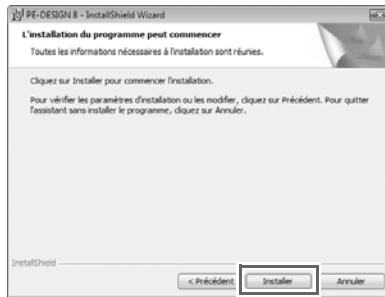 PE-DESIGN 8 - InstallShield Wizard
L'installation du programme peut commencer
Toutes les informations nécessaires à l'installation sont réunies.
Cliquez sur Installer pour commencer l'installation.
Pour vérifier les paramètres d'installation ou les modifier, cliquez sur Précédent. Pour quitter
l'assistant sans installer le programme, cliquez sur Annuler.
InstallShield
< Précédent Installer Annuler